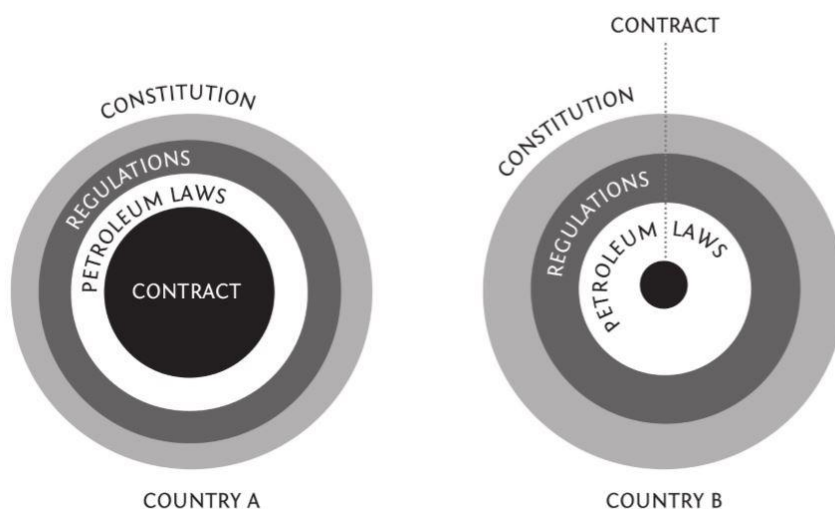 CONSTITUTION
REGULATIONS
PETROLEUM LAWS
CONTRACT
COUNTRY A
CONTRACT
CONSTITUTION
REGULATIONS
PETROLEUM LAWS
COUNTRY B